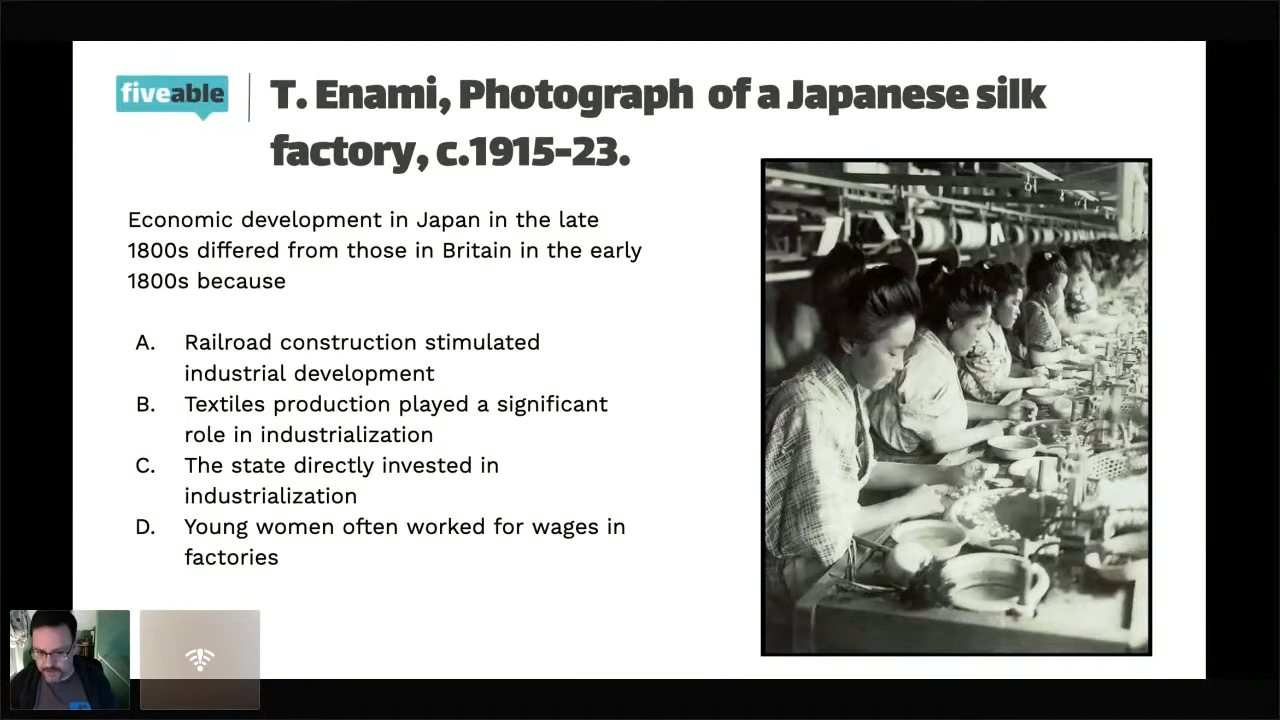 fiveable
T. Enami, Photograph of a Japanese silk
factory, c.1915-23.
Economic development in Japan in the late
1800s differed from those in Britain in the early
1800s because
A. Railroad construction stimulated
industrial development
B. Textiles production played a significant
role in industrialization
C. The state directly invested in
industrialization
D. Young women often worked for wages in
factories